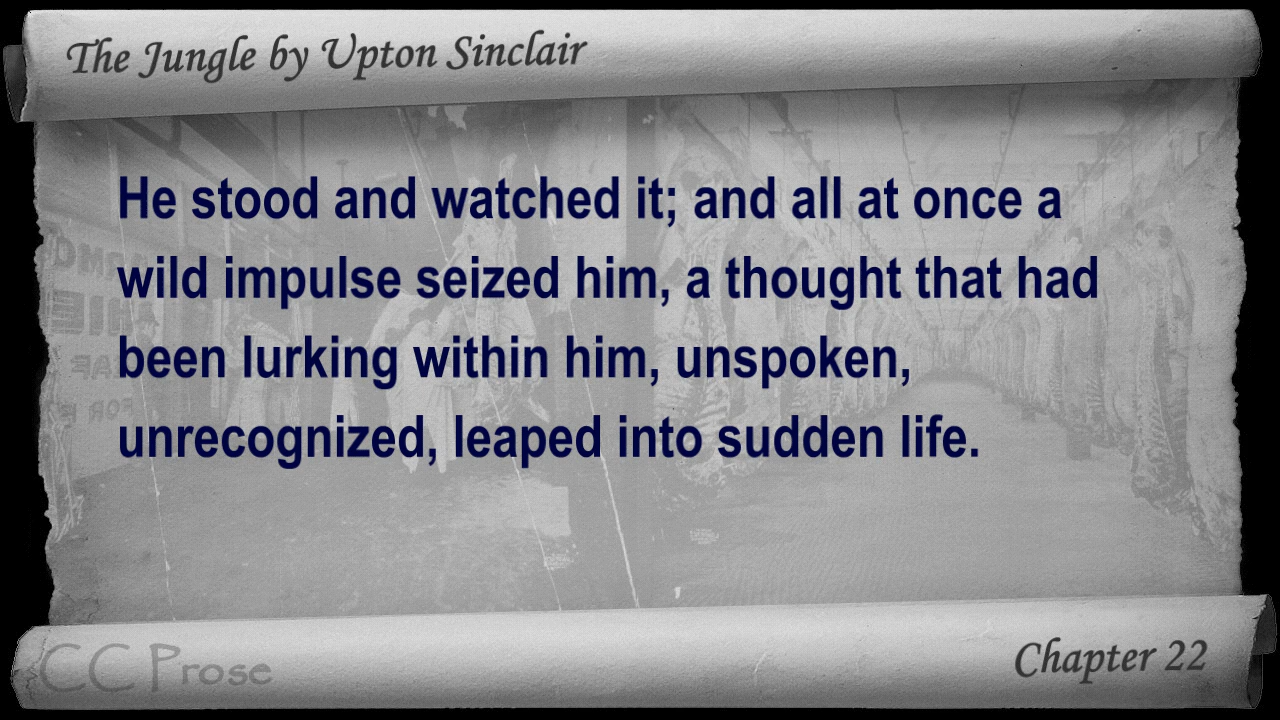 The Jungle by Upton Sinclair
He stood and watched it; and all at once a
wild impulse seized him, a thought that had
been lurking within him, unspoken,
unrecognized, leaped into sudden life.
CC Prose
Chapter 22